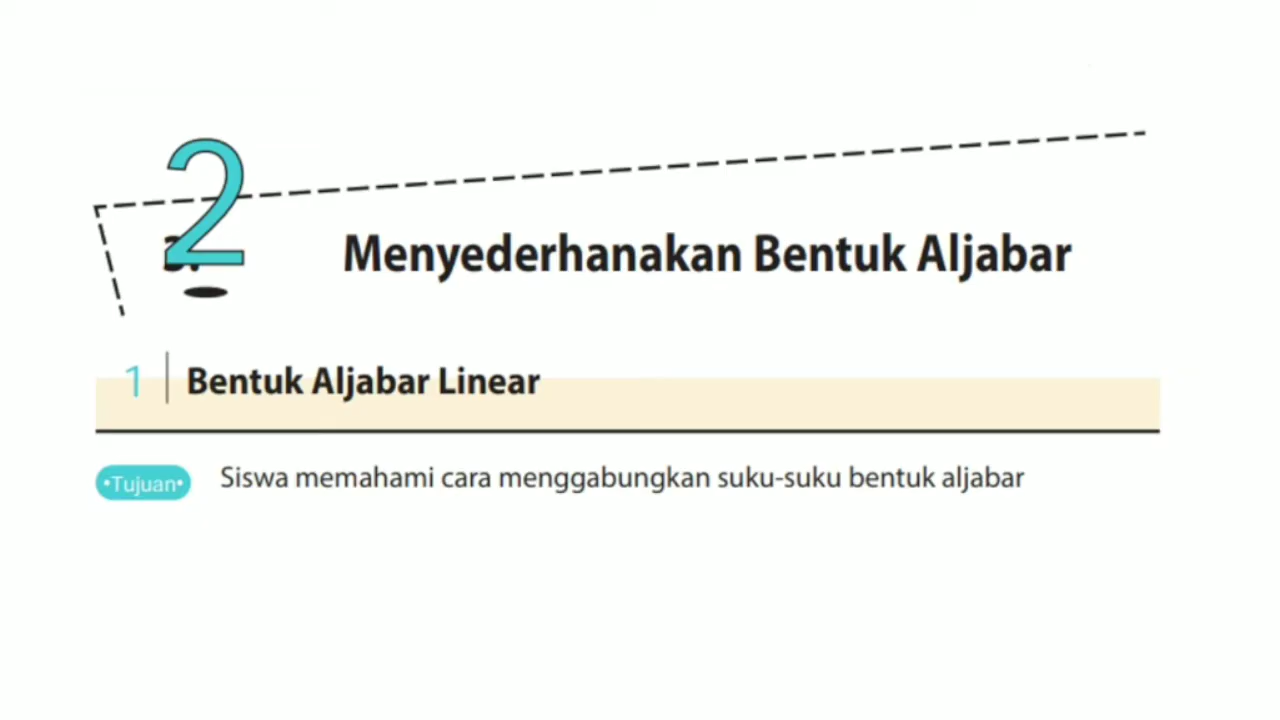 2 Menyederhanakan Bentuk Aljabar
1 Bentuk Aljabar Linear
•Tujuan• Siswa memahami cara menggabungkan suku-suku bentuk aljabar